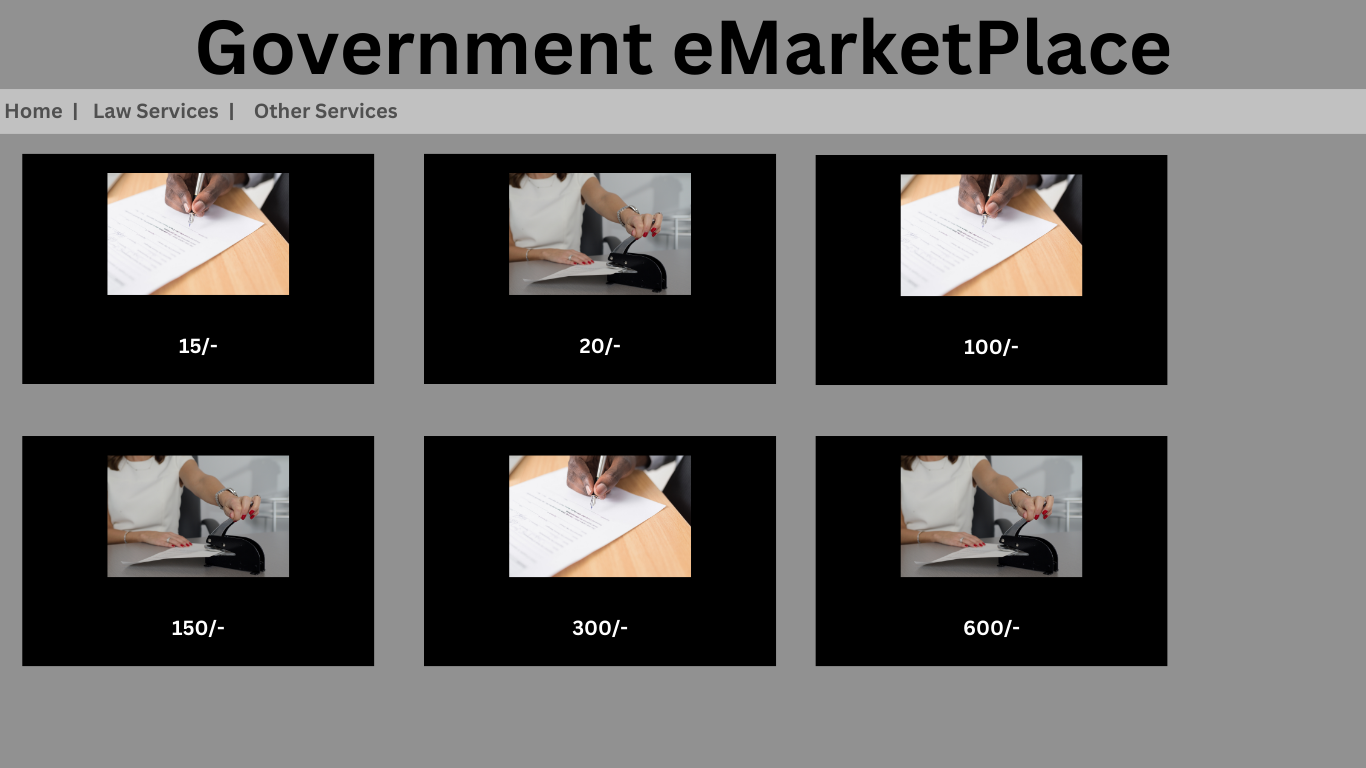 Government eMarketPlace
Home | Law Services | Other Services
15/- 20/- 100/-
150/- 300/- 600/-